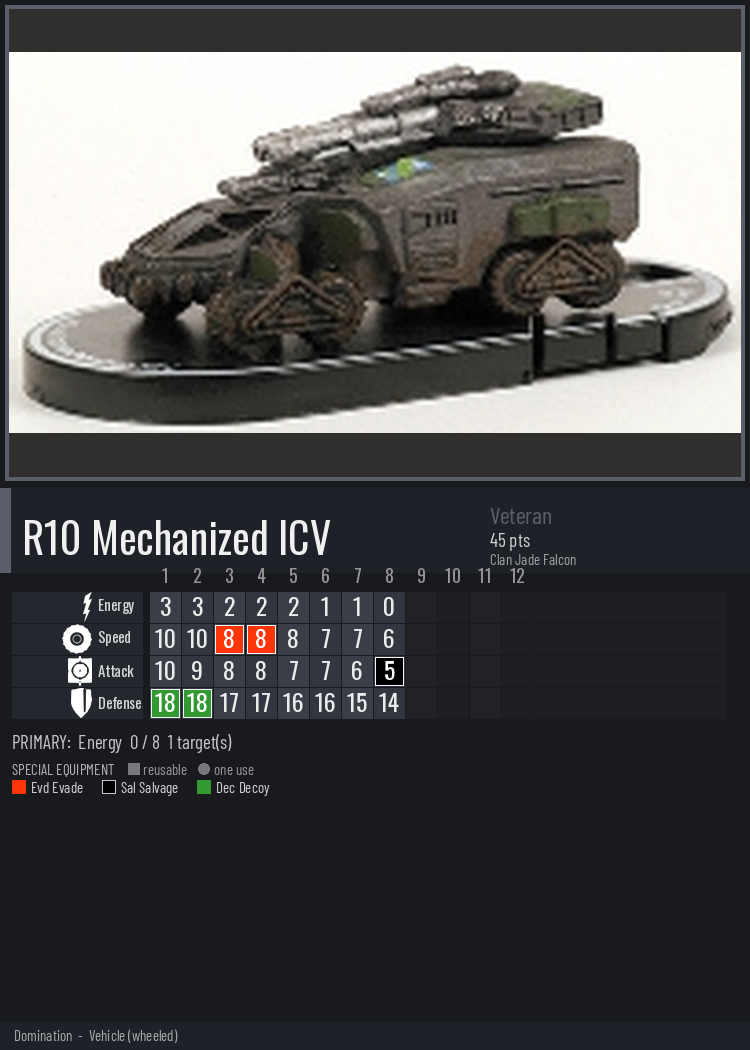 R10 Mechanized ICV
Veteran
45 pts
Clan Jade Falcon
1 2 3 4 5 6 7 8 9 10 11 12
Energy 3 3 2 2 2 1 1 0
Speed 10 10 8 8 8 7 7 6
Attack 10 9 8 8 7 7 6 5
Defense 18 18 17 17 16 16 15 14
PRIMARY: Energy 0 / 8 1 target(s)
SPECIAL EQUIPMENT reusable one use
Evd Evade Sal Salvage Dec Decoy
Domination - Vehicle (wheeled)